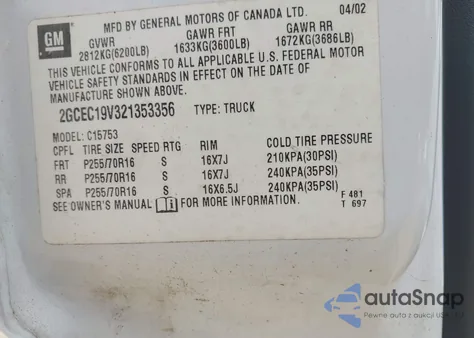 GM
MFD BY GENERAL MOTORS OF CANADA LTD. 04/02
GVWR GAWR FRT GAWR RR
2812KG(6200LB) 1633KG(3600LB) 1672KG(3686LB)
THIS VEHICLE CONFORMS TO ALL APPLICABLE U.S. FEDERAL MOTOR
VEHICLE SAFETY STANDARDS IN EFFECT ON THE DATE OF
MANUFACTURE SHOWN ABOVE.
2GCEC19V321353356 TYPE: TRUCK
MODEL: C15753
CPFL TIRE SIZE SPEED RTG RIM COLD TIRE PRESSURE
FRT P255/70R16 S 16X7J 210KPA(30PSI)
RR P255/70R16 S 16X7J 240KPA(35PSI)
SPA P255/70R16 S 16X6.5J 240KPA(35PSI)
SEE OWNER'S MANUAL FOR MORE INFORMATION.
F 481
T 697
autoSnap
Pewne auta z aukcji USA